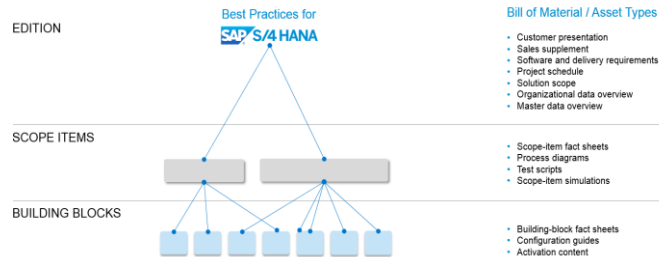 EDITION
Best Practices for
SAP S/4 HANA
Bill of Material / Asset Types
• Customer presentation
• Sales supplement
• Software and delivery requirements
• Project schedule
• Solution scope
• Organizational data overview
• Master data overview
SCOPE ITEMS
• Scope-item fact sheets
• Process diagrams
• Test scripts
• Scope-item simulations
BUILDING BLOCKS
• Building-block fact sheets
• Configuration guides
• Activation content